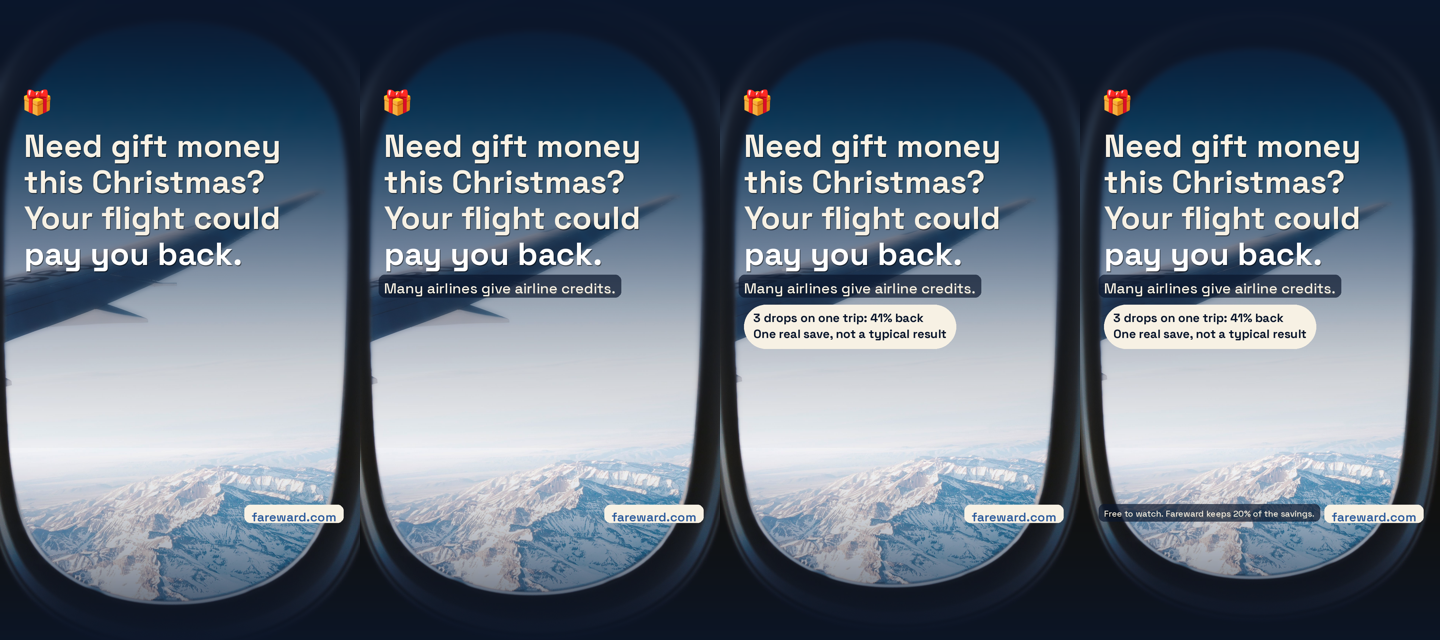 Need gift money
this Christmas?
Your flight could
pay you back.
fareward.com
Need gift money
this Christmas?
Your flight could
pay you back.
Many airlines give airline credits.
fareward.com
Need gift money
this Christmas?
Your flight could
pay you back.
Many airlines give airline credits.
3 drops on one trip: 41% back
One real save, not a typical result
fareward.com
Need gift money
this Christmas?
Your flight could
pay you back.
Many airlines give airline credits.
3 drops on one trip: 41% back
One real save, not a typical result
Free to watch. Fareward keeps 20% of the savings.
fareward.com